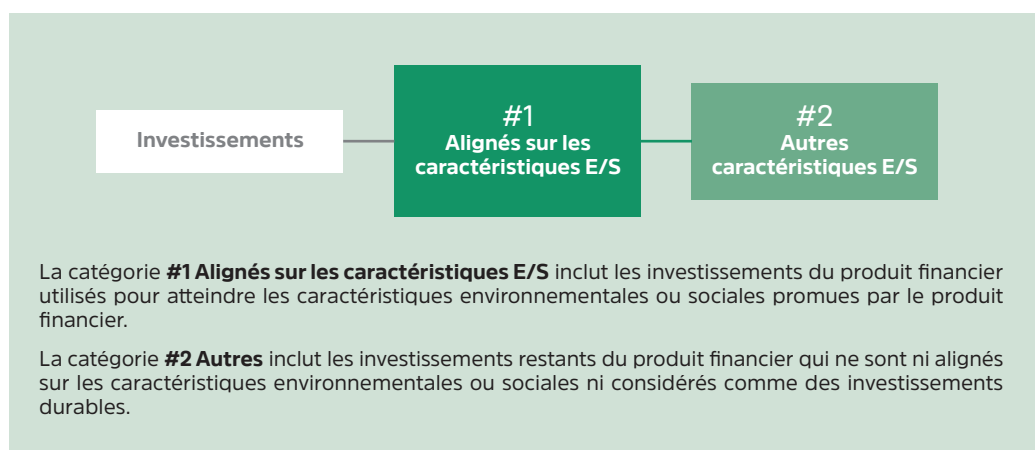 Investissements
#1
Alignés sur les
caractéristiques E/S
#2
Autres
caractéristiques E/S
La catégorie #1 Alignés sur les caractéristiques E/S inclut les investissements du produit financier
utilisés pour atteindre les caractéristiques environnementales ou sociales promues par le produit
financier.
La catégorie #2 Autres inclut les investissements restants du produit financier qui ne sont ni alignés
sur les caractéristiques environnementales ou sociales ni considérés comme des investissements
durables.